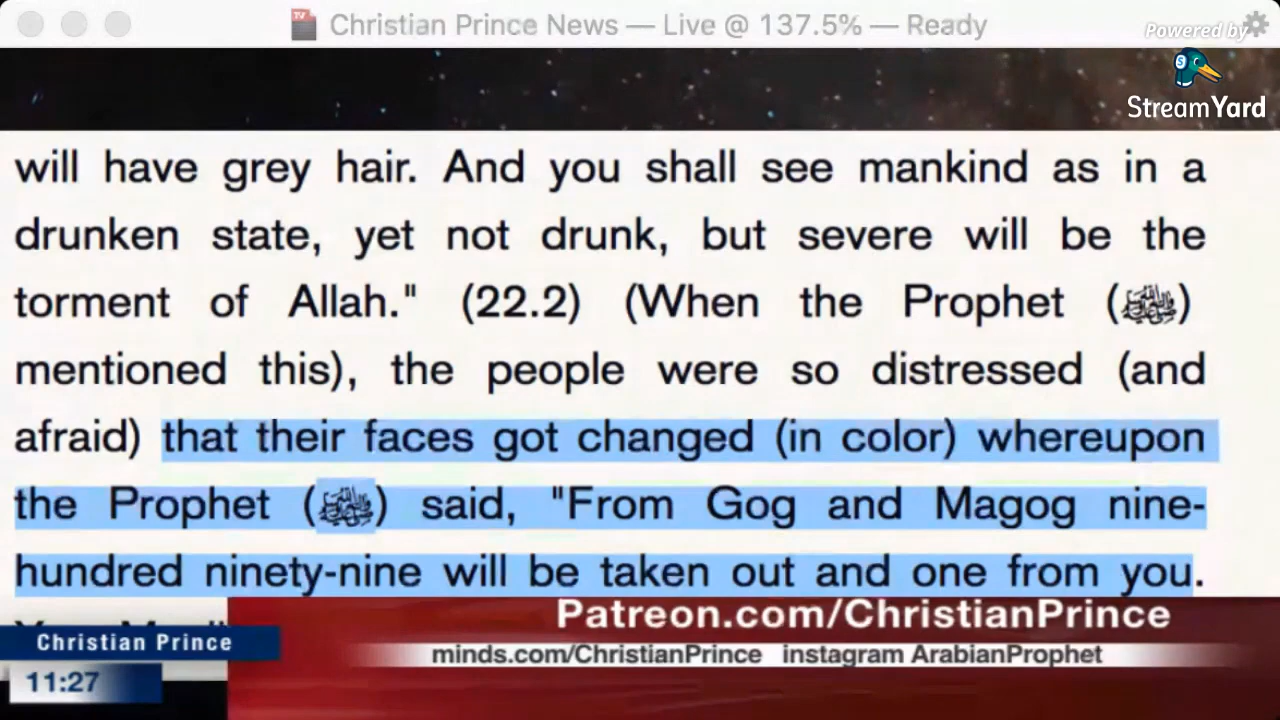 Christian Prince News — Live @ 137.5% — Ready
Powered by
StreamYard
will have grey hair. And you shall see mankind as in a
drunken state, yet not drunk, but severe will be the
torment of Allah." (22.2) (When the Prophet (ﷺ)
mentioned this), the people were so distressed (and
afraid) that their faces got changed (in color) whereupon
the Prophet (ﷺ) said, "From Gog and Magog nine-
hundred ninety-nine will be taken out and one from you.
Patreon.com/ChristianPrince
Christian Prince
minds.com/ChristianPrince instagram ArabianProphet
11:27